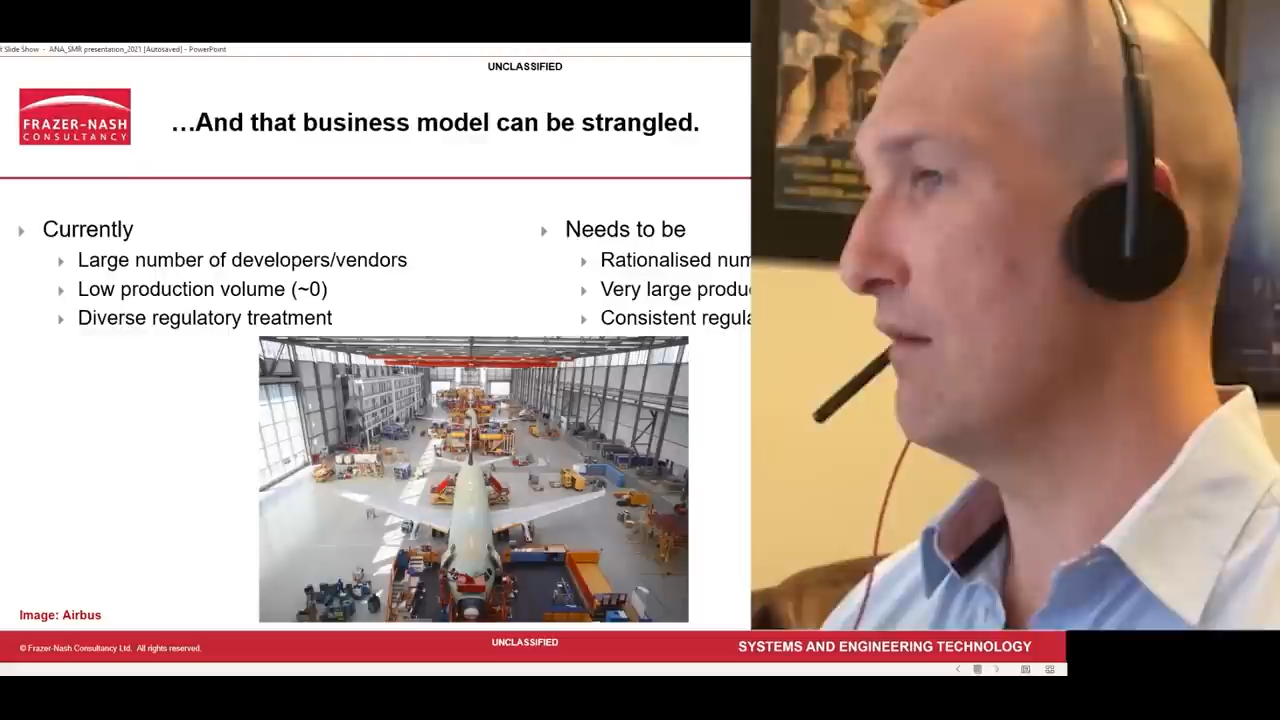 t Slide Show - ANA_SMR presentation_2021 [Autosaved] - PowerPoint
UNCLASSIFIED
FRAZER-NASH
CONSULTANCY
…And that business model can be strangled.
Currently
Large number of developers/vendors
Low production volume (~0)
Diverse regulatory treatment
Needs to be
Rationalised num
Very large produ
Consistent regula
Image: Airbus
© Frazer-Nash Consultancy Ltd. All rights reserved.
UNCLASSIFIED
SYSTEMS AND ENGINEERING TECHNOLOGY